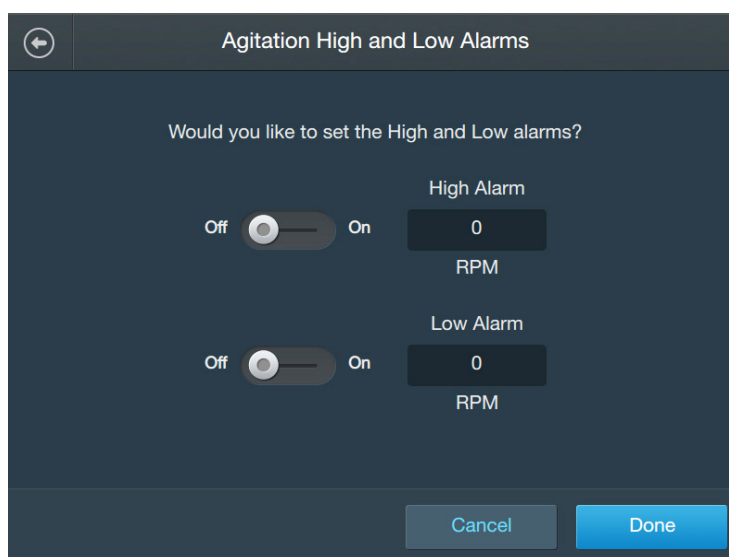 Agitation High and Low Alarms
Would you like to set the High and Low alarms?
High Alarm
Off On 0
RPM
Low Alarm
Off On 0
RPM
Cancel Done